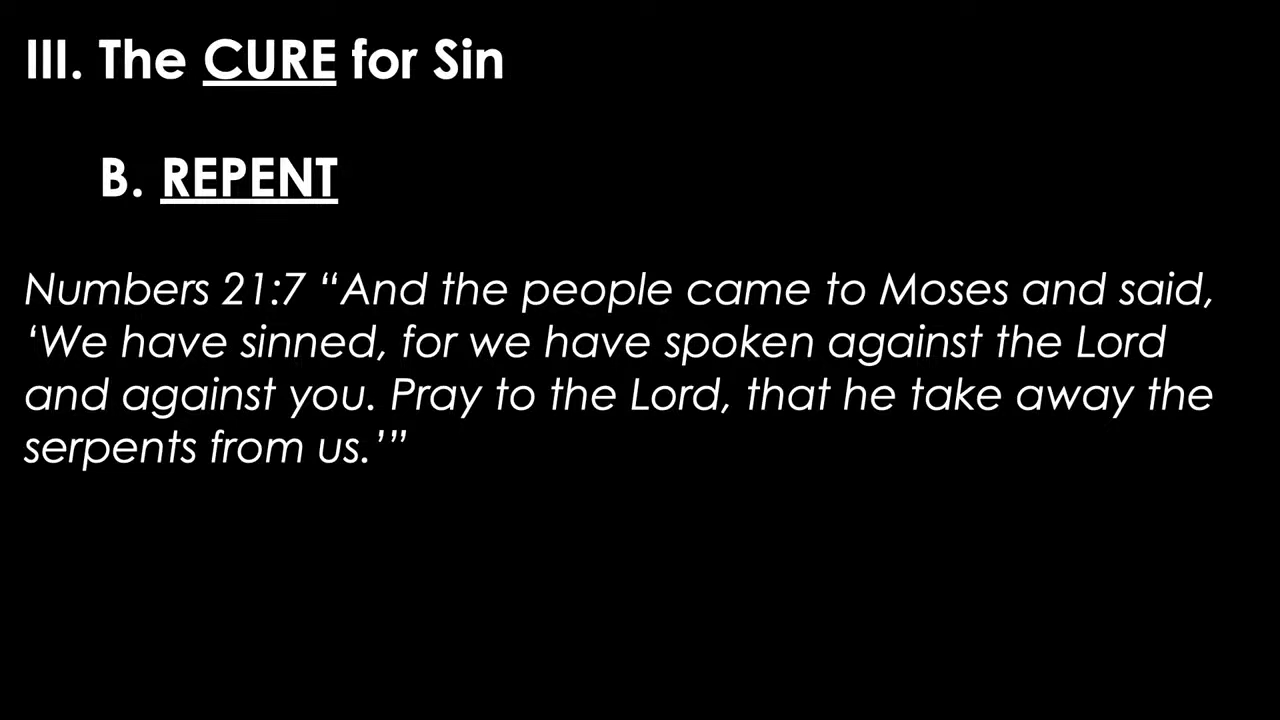 III. The CURE for Sin
B. REPENT
Numbers 21:7 “And the people came to Moses and said,
‘We have sinned, for we have spoken against the Lord
and against you. Pray to the Lord, that he take away the
serpents from us.’”